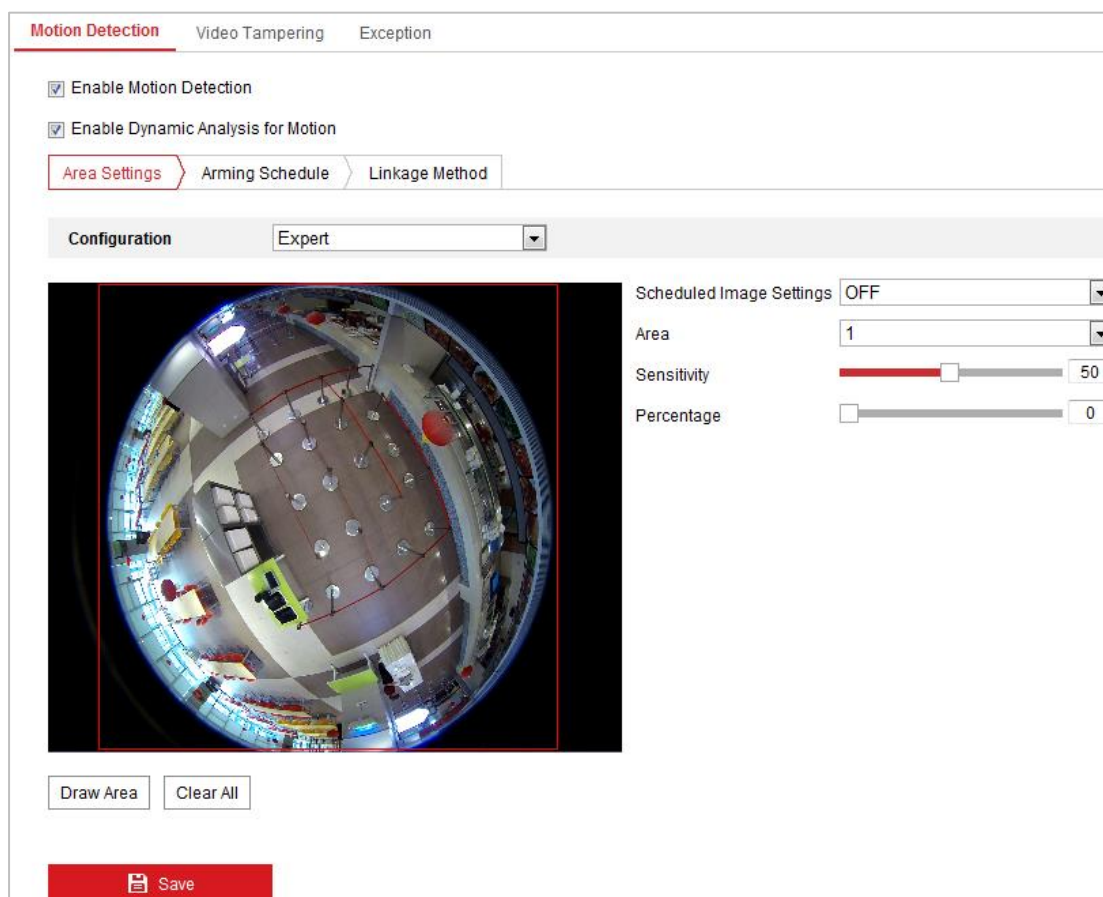 Motion Detection Video Tampering Exception
Enable Motion Detection
Enable Dynamic Analysis for Motion
Area Settings Arming Schedule Linkage Method
Configuration Expert
Scheduled Image Settings OFF
Area 1
Sensitivity 50
Percentage 0
Draw Area Clear All
Save